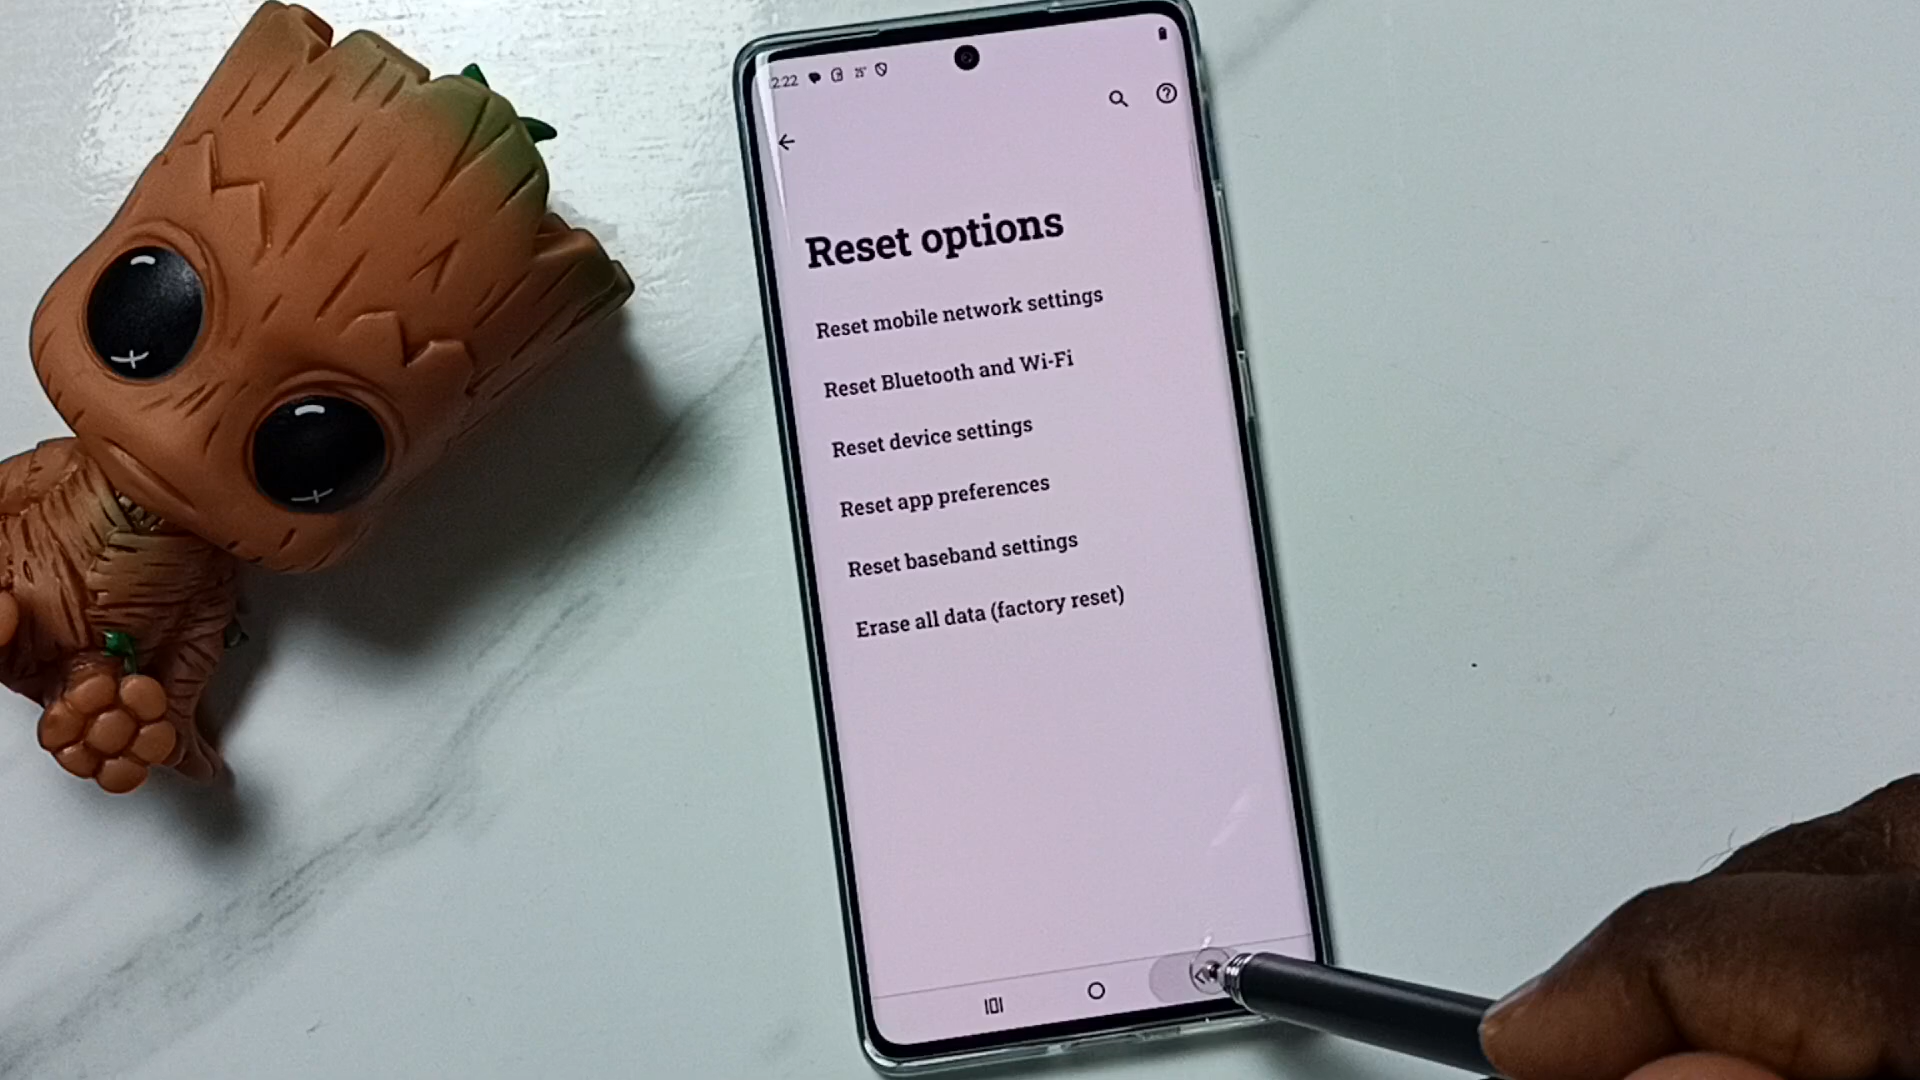 2:22
Reset options
Reset mobile network settings
Reset Bluetooth and Wi-Fi
Reset device settings
Reset app preferences
Reset baseband settings
Erase all data (factory reset)